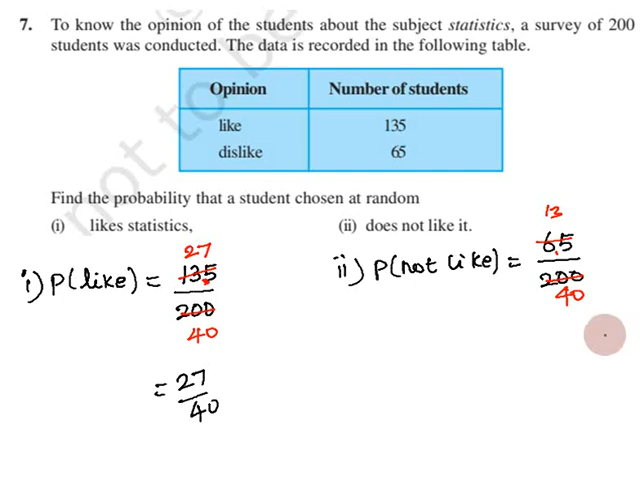 7. To know the opinion of the students about the subject statistics, a survey of 200
students was conducted. The data is recorded in the following table.
Opinion Number of students
like 135
dislike 65
not to be
Find the probability that a student chosen at random
(i) likes statistics, (ii) does not like it.
i) P(like) = 135/200 27 40
= 27/40
ii) P(not like) = 65/200 13 40